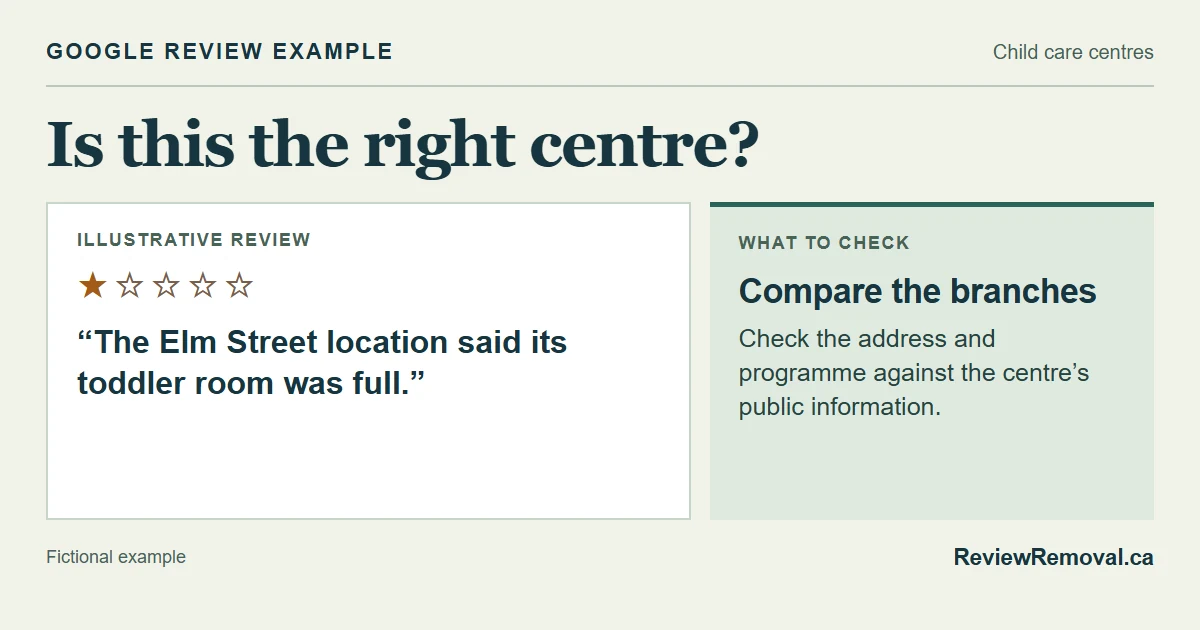 GOOGLE REVIEW EXAMPLE
Child care centres
Is this the right centre?
ILLUSTRATIVE REVIEW
“The Elm Street location said its
toddler room was full.”
WHAT TO CHECK
Compare the branches
Check the address and
programme against the centre’s
public information.
Fictional example
ReviewRemoval.ca